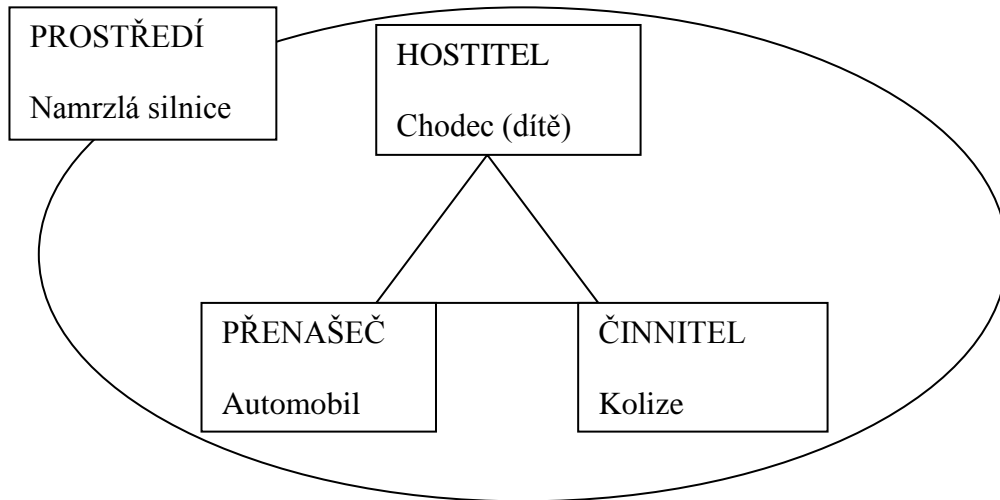 PROSTŘEDÍ
Namrzlá silnice
HOSTITEL
Chodec (dítě)
PŘENAŠEČ
Automobil
ČINNITEL
Kolize